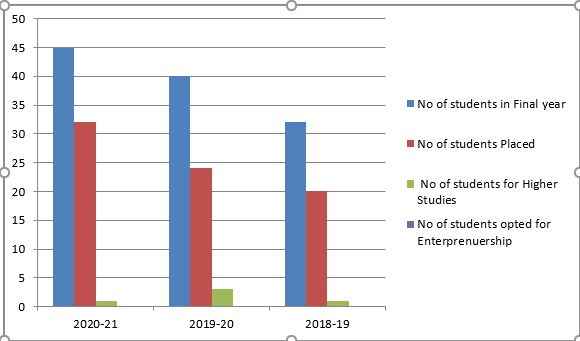 50
45
40
35
30
25
20
15
10
5
0
2020-21 2019-20 2018-19
No of students in Final year
No of students Placed
No of students for Higher
Studies
No of students opted for
Enterprenuership